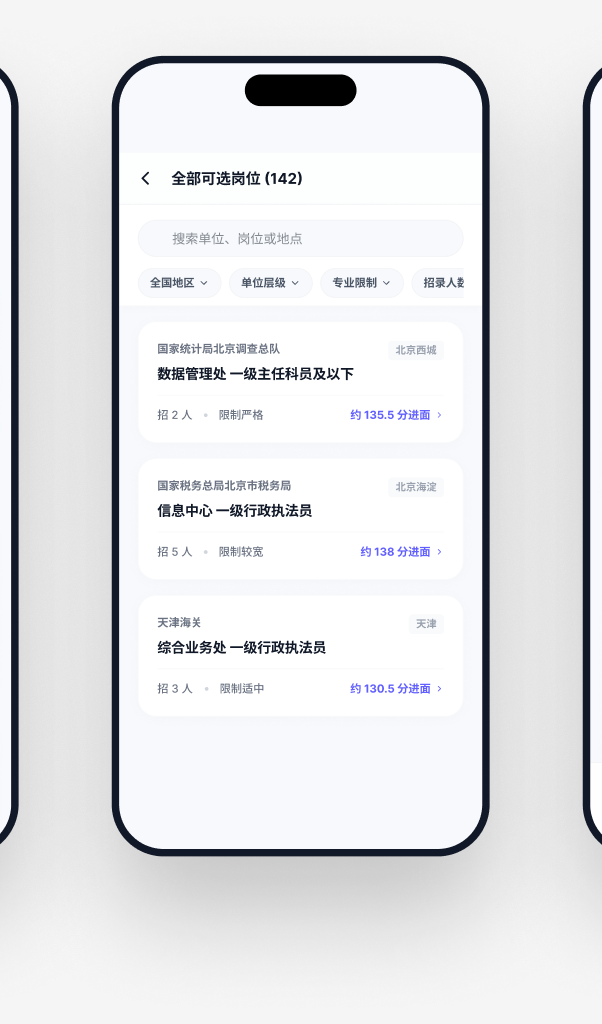 全部可选岗位 (142)
搜索单位、岗位或地点
全国地区 单位层级 专业限制 招录人数
国家统计局北京调查总队 北京西城
数据管理处 一级主任科员及以下
招 2 人 • 限制严格 约 135.5 分进面 ›
国家税务总局北京市税务局 北京海淀
信息中心 一级行政执法员
招 5 人 • 限制较宽 约 138 分进面 ›
天津海关 天津
综合业务处 一级行政执法员
招 3 人 • 限制适中 约 130.5 分进面 ›